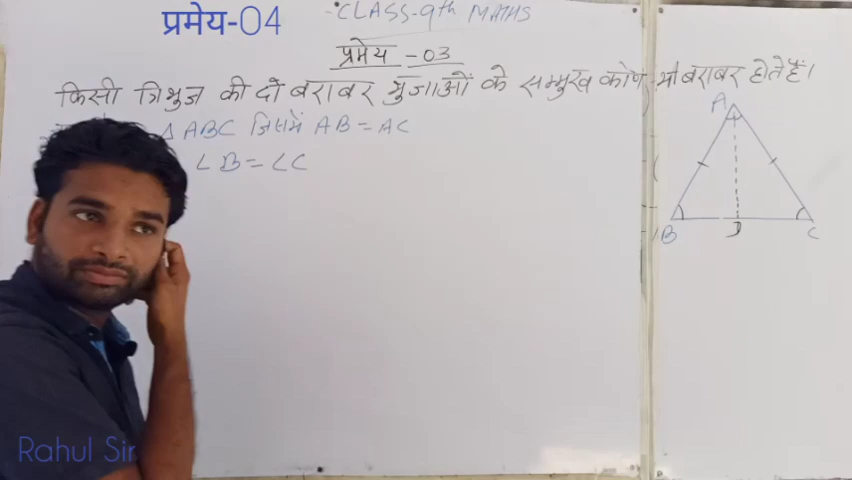 प्रमेय-04
CLASS-9th MATHS
प्रमेय -03
किसी त्रिभुज की दो बराबर भुजाओं के सम्मुख कोण भी बराबर होते हैं।
Δ ABC जिसमें AB = AC
∠B = ∠C
A
B
D
C
Rahul Sir